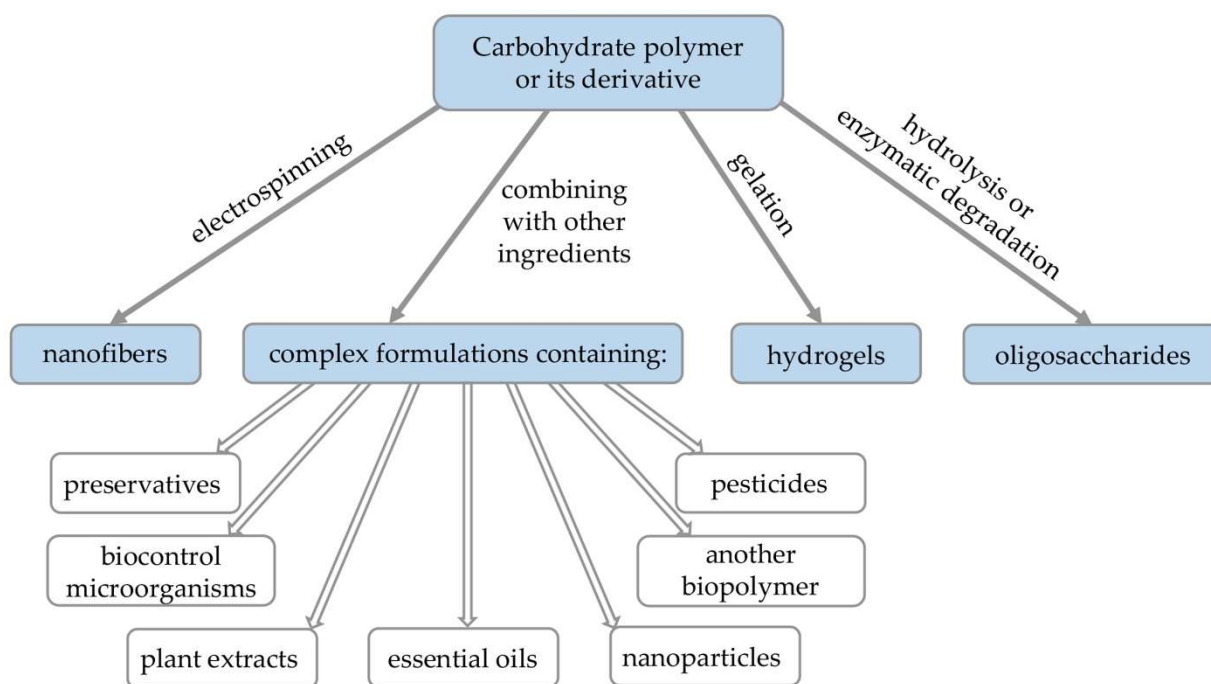 Carbohydrate polymer
or its derivative
electrospinning
combining
with other
ingredients
gelation
hydrolysis or
enzymatic degradation
nanofibers
complex formulations containing:
hydrogels
oligosaccharides
preservatives
pesticides
biocontrol
microorganisms
another
biopolymer
plant extracts
essential oils
nanoparticles